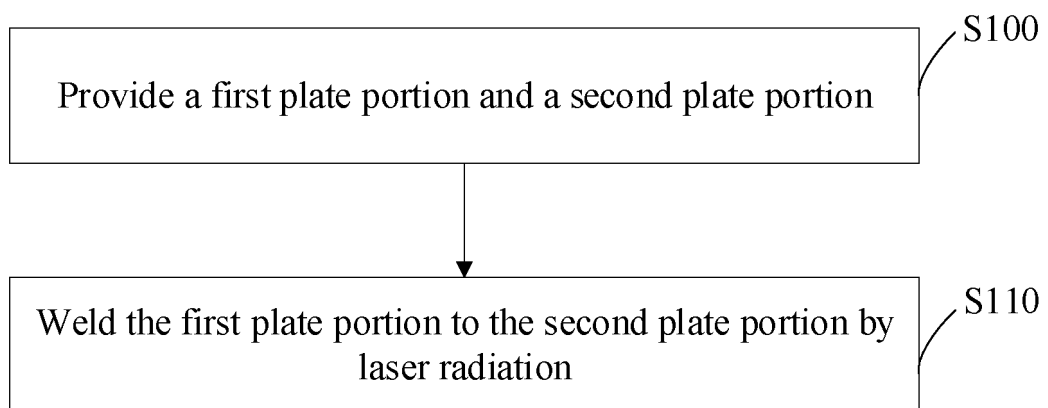 S100
Provide a first plate portion and a second plate portion
S110
Weld the first plate portion to the second plate portion by
laser radiation